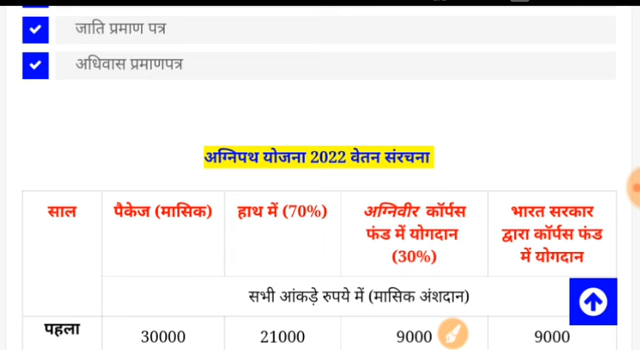 जाति प्रमाण पत्र
अधिवास प्रमाणपत्र
अग्निपथ योजना 2022 वेतन संरचना
साल पैकेज (मासिक) हाथ में (70%) अग्निवीर कॉर्पस भारत सरकार
फंड में योगदान द्वारा कॉर्पस फंड
(30%) में योगदान
सभी आंकड़े रुपये में (मासिक अंशदान)
पहला 30000 21000 9000 9000